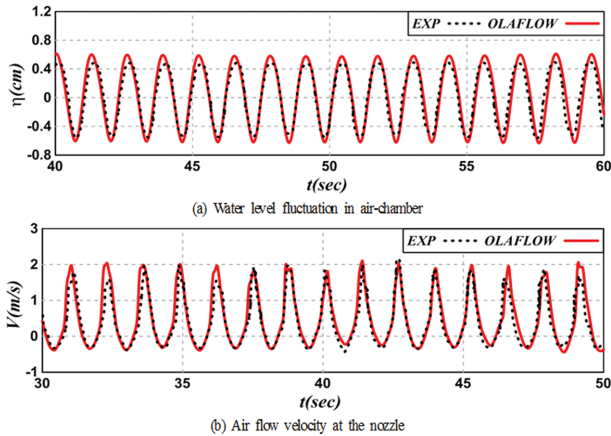 1.2
EXP OLAFLOW
0.8
0.4
0
-0.4
-0.8
η(cm)
40 45 50 55 60
t(sec)
(a) Water level fluctuation in air-chamber
3
EXP OLAFLOW
2
1
0
-1
V(m/s)
30 35 40 45 50
t(sec)
(b) Air flow velocity at the nozzle